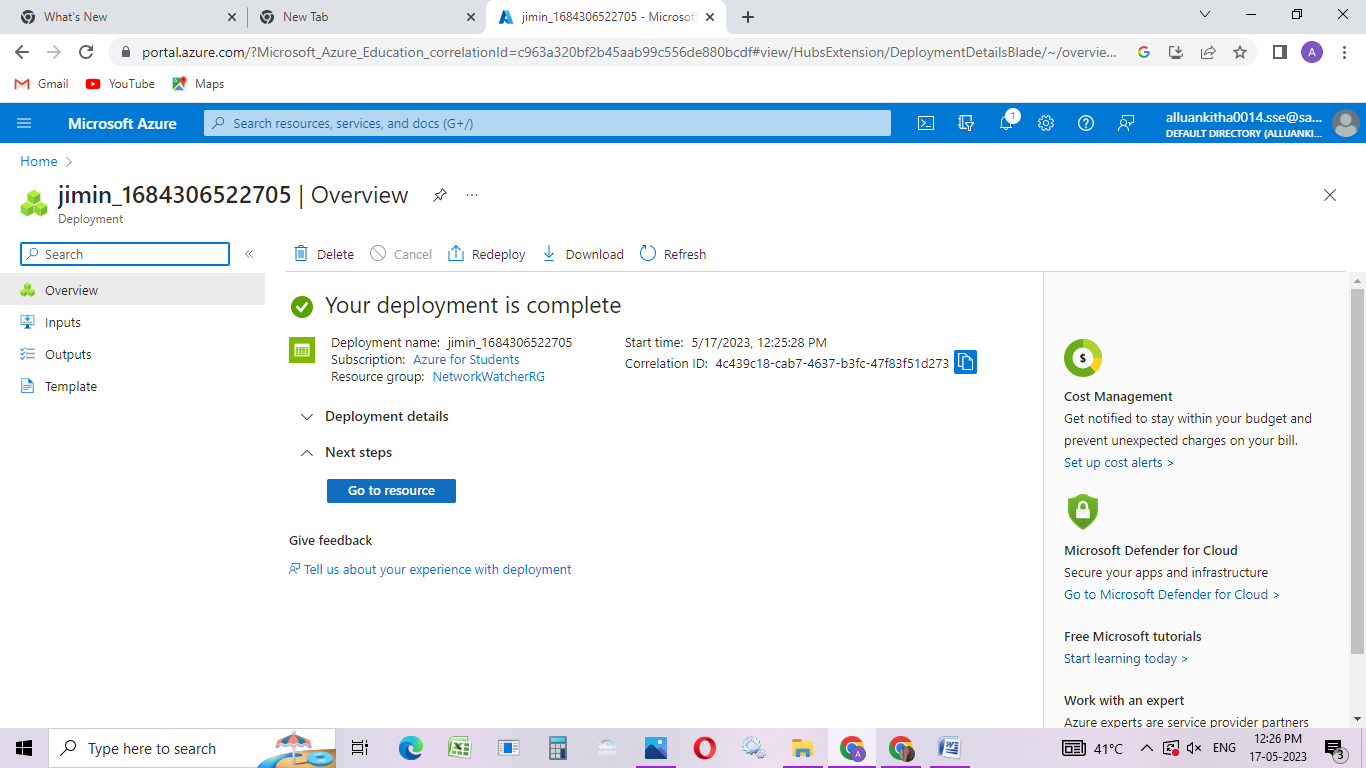 What's New
New Tab
jimin_1684306522705 - Microsof
portal.azure.com/?Microsoft_Azure_Education_correlationId=c963a320bf2b45aab99c556de880bcdf#view/HubsExtension/DeploymentDetailsBlade/~/overvie...
A
Gmail
YouTube
Maps
Microsoft Azure
Search resources, services, and docs (G+/)
1
alluankitha0014.sse@sa...
DEFAULT DIRECTORY (ALLUANKI...
Home >
jimin_1684306522705 | Overview
...
Deployment
Search
«
Delete
Cancel
Redeploy
Download
Refresh
Overview
Inputs
Outputs
Template
Your deployment is complete
Deployment name: jimin_1684306522705
Subscription: Azure for Students
Resource group: NetworkWatcherRG
Start time: 5/17/2023, 12:25:28 PM
Correlation ID: 4c439c18-cab7-4637-b3fc-47f83f51d273
Deployment details
Next steps
Go to resource
Give feedback
Tell us about your experience with deployment
$
Cost Management
Get notified to stay within your budget and
prevent unexpected charges on your bill.
Set up cost alerts >
Microsoft Defender for Cloud
Secure your apps and infrastructure
Go to Microsoft Defender for Cloud >
Free Microsoft tutorials
Start learning today >
Work with an expert
Azure experts are service provider partners
Type here to search
A
41°C
ENG
12:26 PM
17-05-2023
3